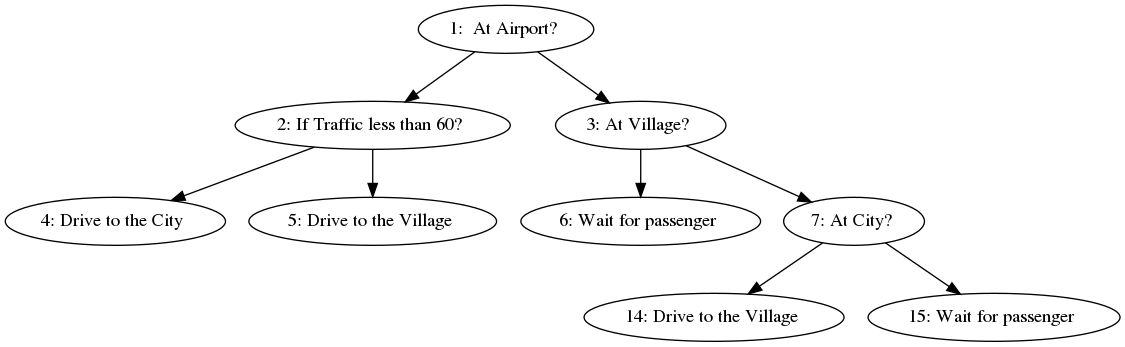 1:  At Airport?
2: If Traffic less than 60?
3: At Village?
4: Drive to the City
5: Drive to the Village
6: Wait for passenger
7: At City?
14: Drive to the Village
15: Wait for passenger